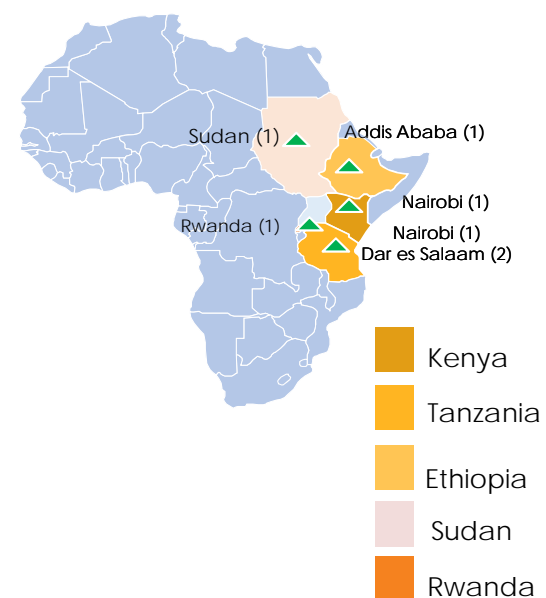 Sudan (1)
Addis Ababa (1)
Nairobi (1)
Rwanda (1)
Nairobi (1)
Dar es Salaam (2)
Kenya
Tanzania
Ethiopia
Sudan
Rwanda